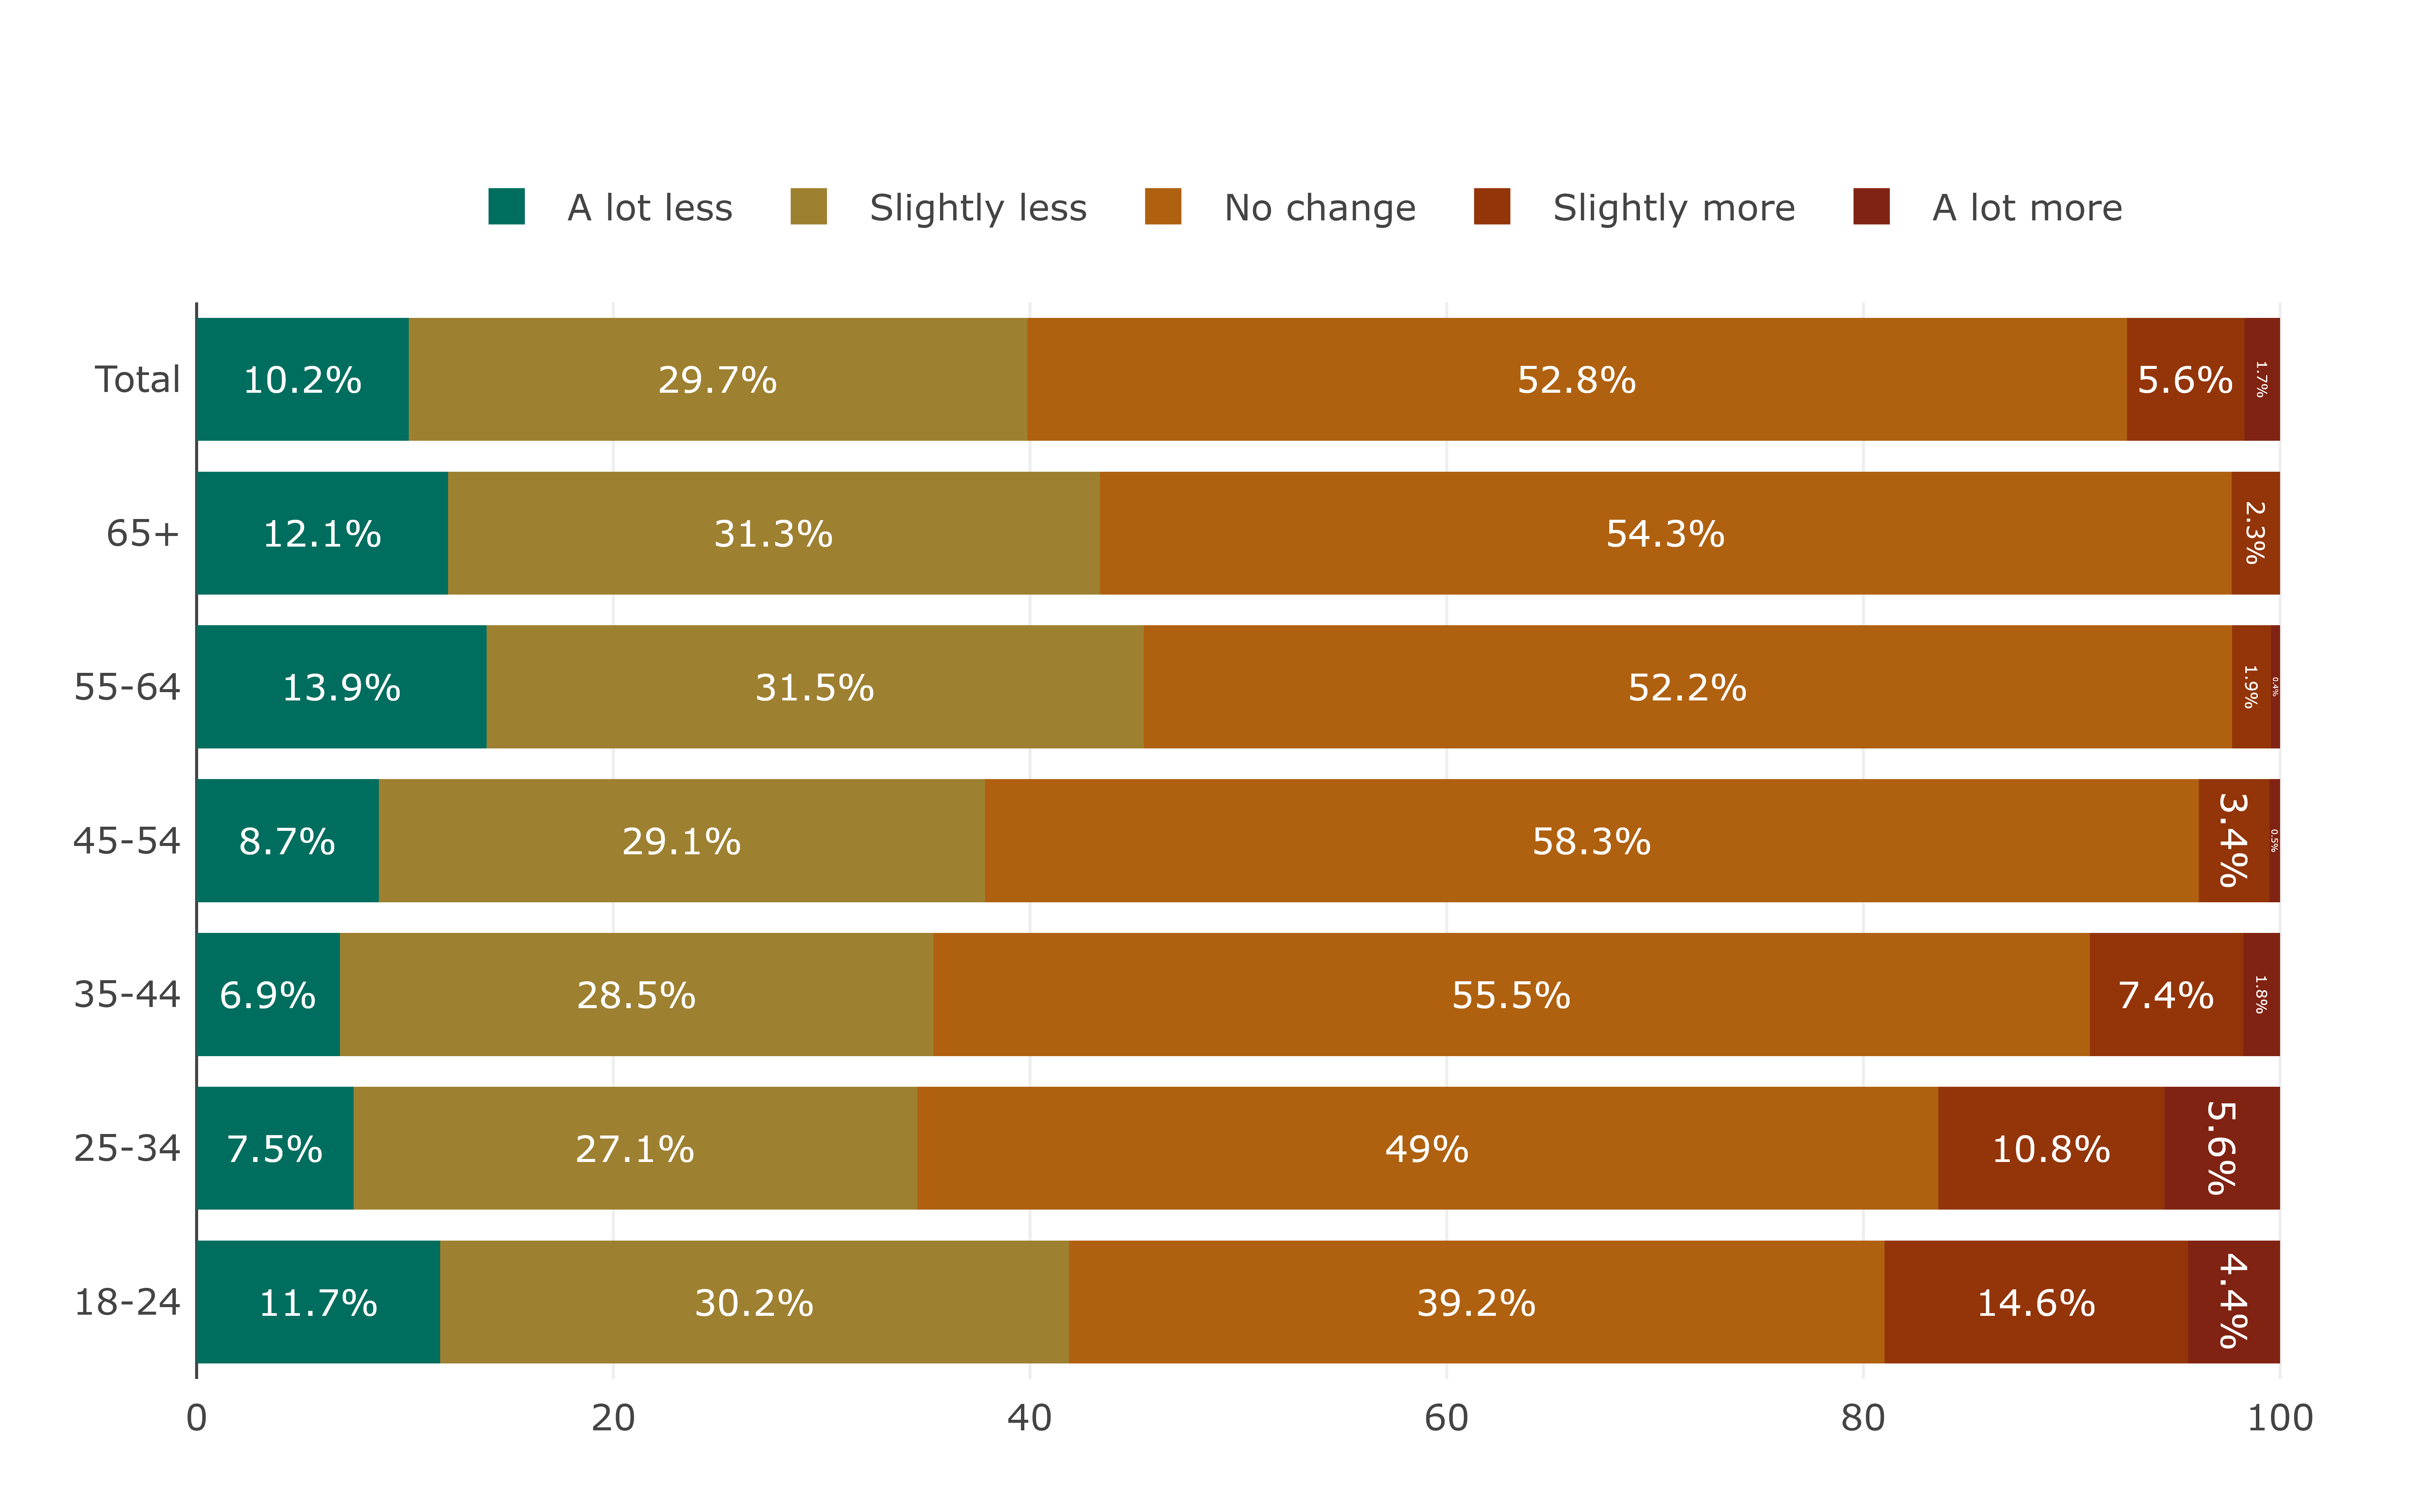 A lot less Slightly less No change Slightly more A lot more
Total 10.2% 29.7% 52.8% 5.6% 1.7%
65+ 12.1% 31.3% 54.3% 2.3%
55-64 13.9% 31.5% 52.2% 1.9% 0.4%
45-54 8.7% 29.1% 58.3% 3.4% 0.5%
35-44 6.9% 28.5% 55.5% 7.4% 1.8%
25-34 7.5% 27.1% 49% 10.8% 5.6%
18-24 11.7% 30.2% 39.2% 14.6% 4.4%
0 20 40 60 80 100